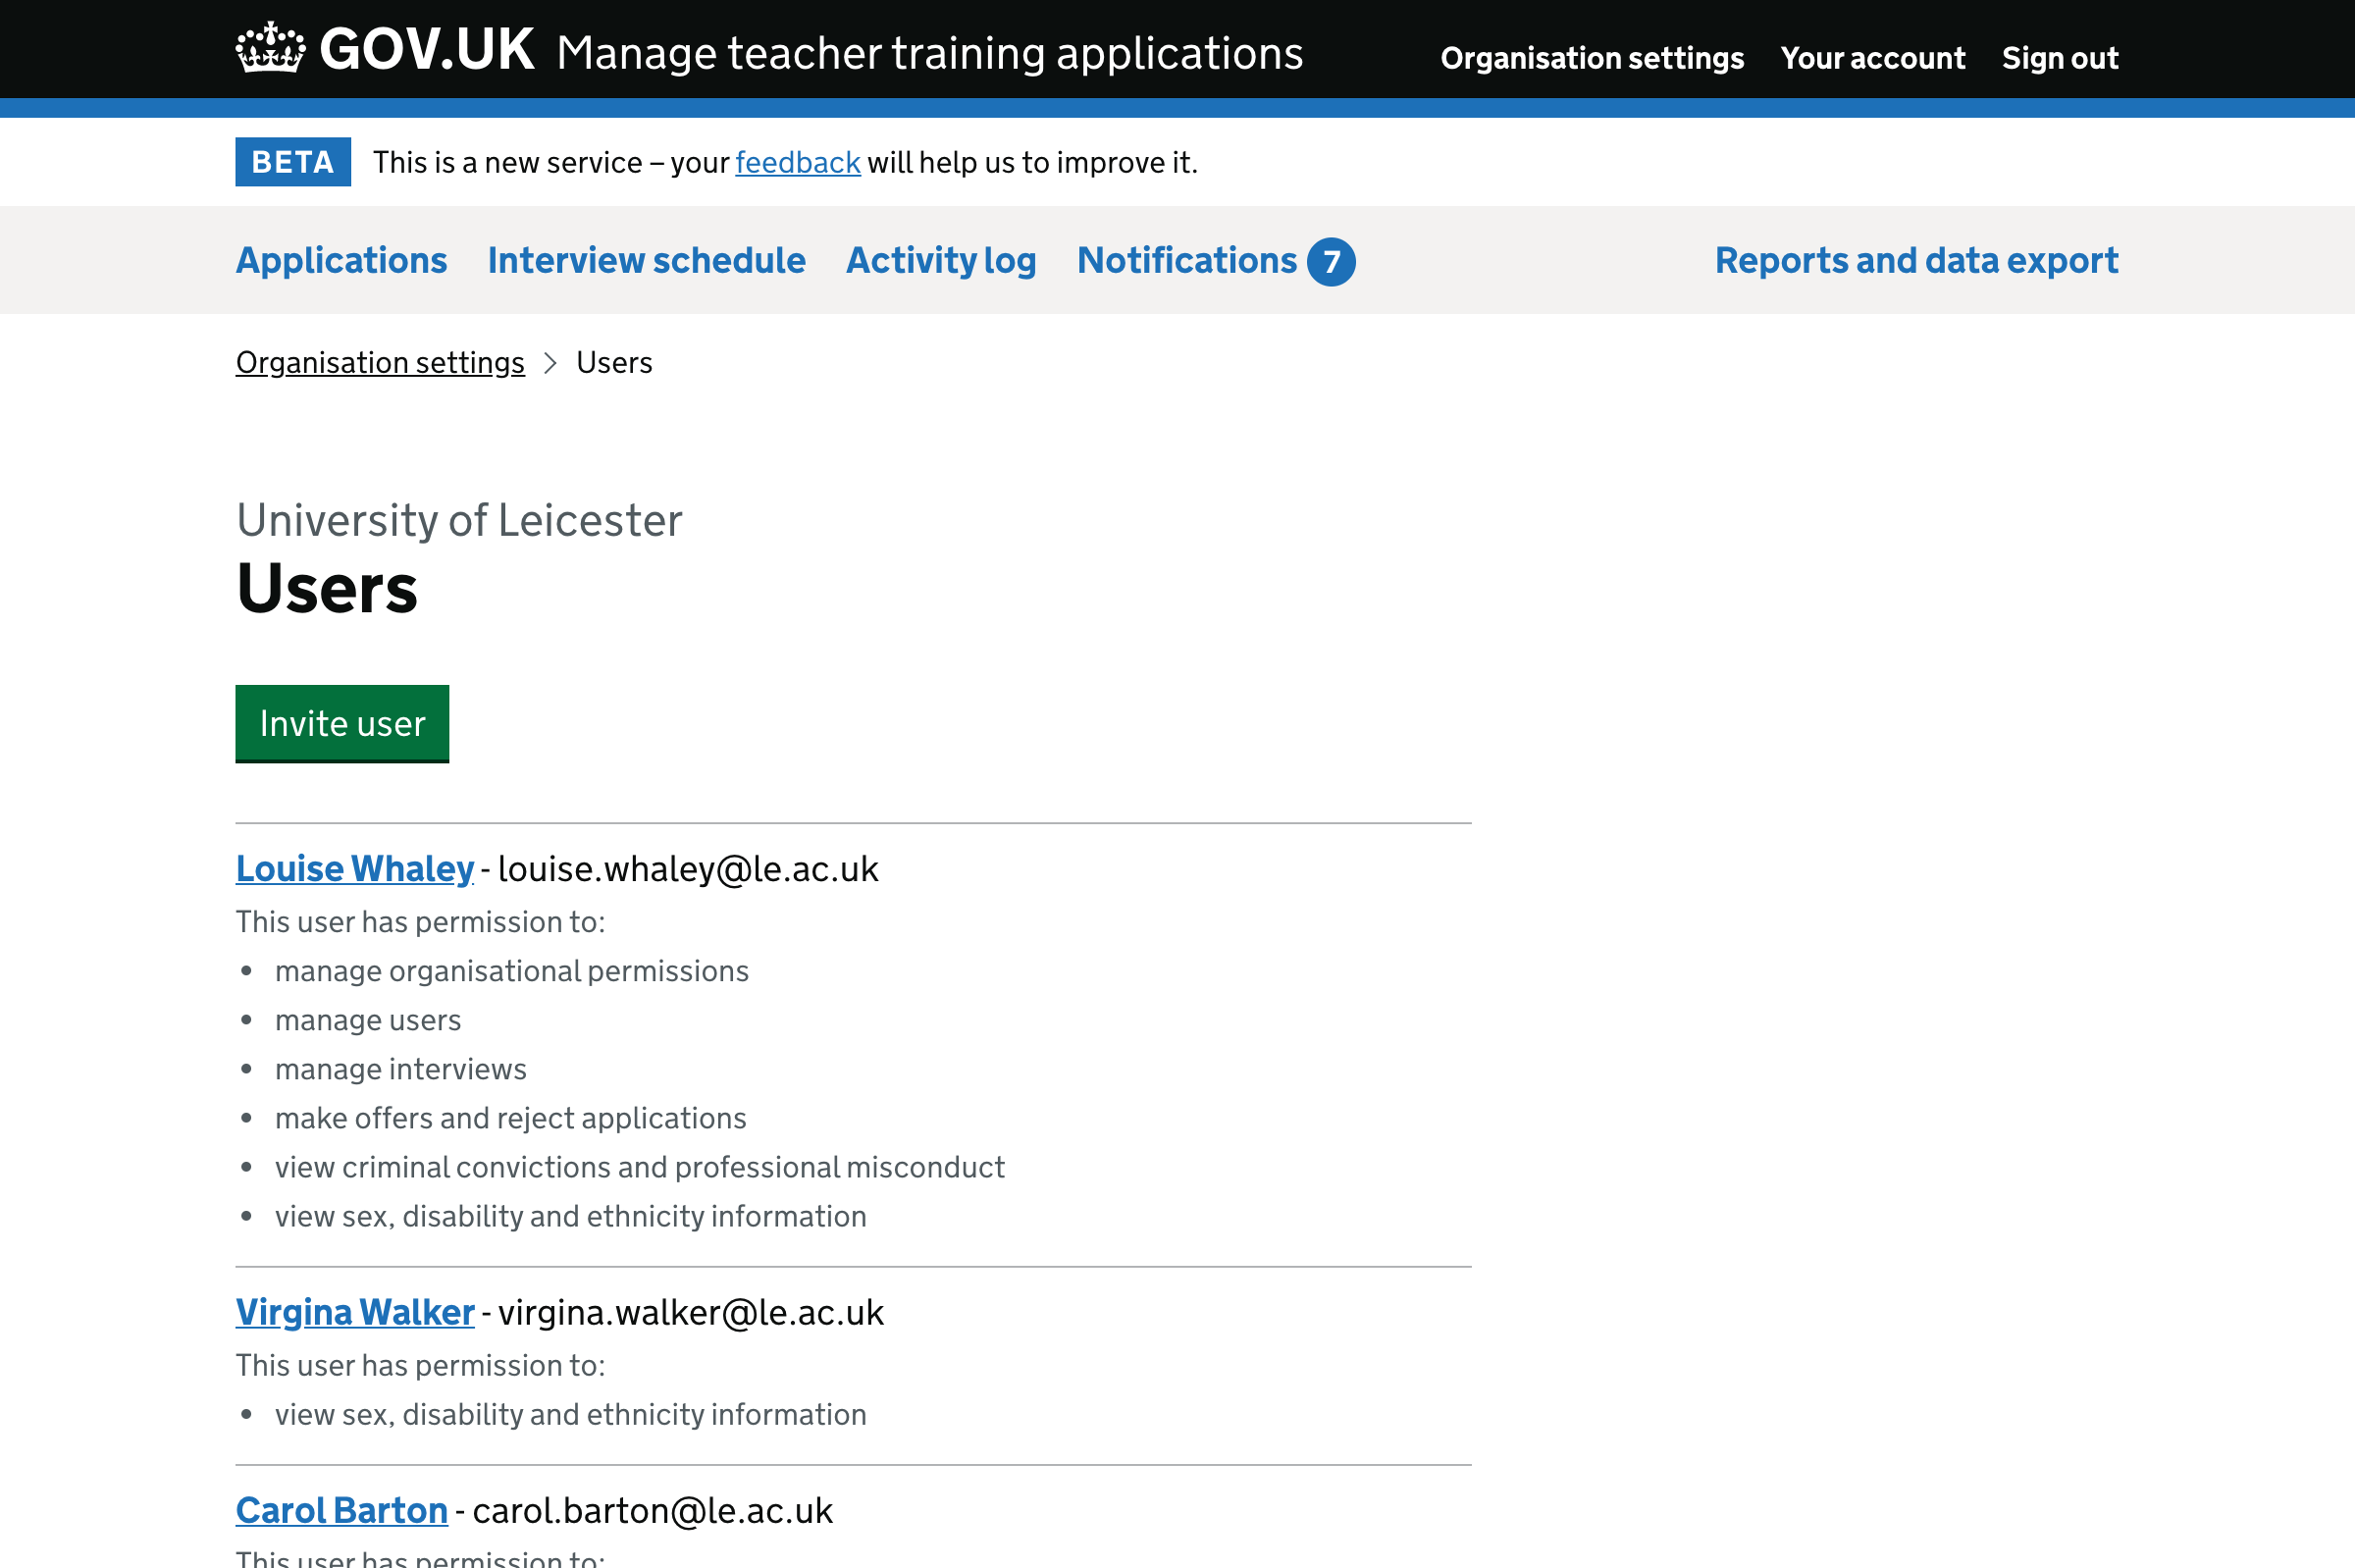 GOV.UK Manage teacher training applications Organisation settings Your account Sign out
BETA This is a new service – your feedback will help us to improve it.
Applications Interview schedule Activity log Notifications 7 Reports and data export
Organisation settings > Users
University of Leicester
Users
Invite user
Louise Whaley - louise.whaley@le.ac.uk
This user has permission to:
• manage organisational permissions
• manage users
• manage interviews
• make offers and reject applications
• view criminal convictions and professional misconduct
• view sex, disability and ethnicity information
Virgina Walker - virgina.walker@le.ac.uk
This user has permission to:
• view sex, disability and ethnicity information
Carol Barton - carol.barton@le.ac.uk
This user has permission to: